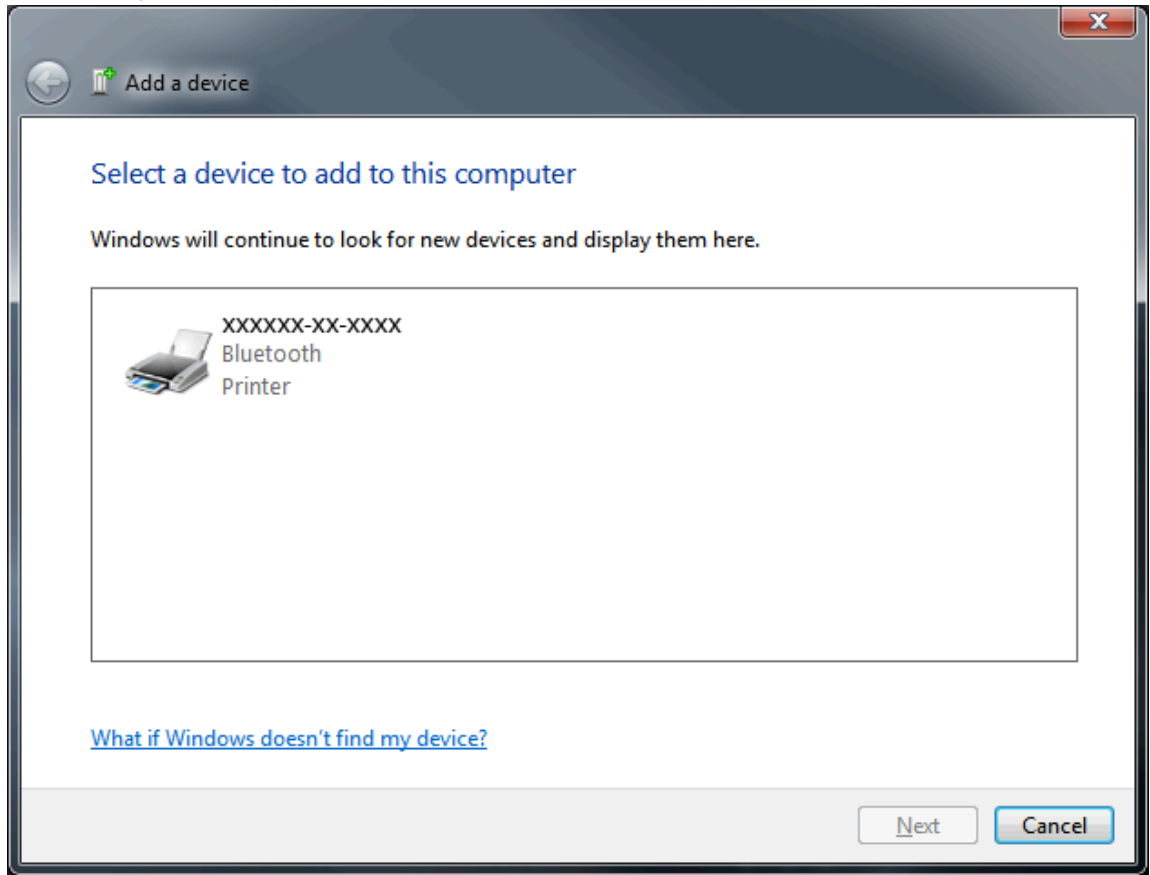 Add a device
Select a device to add to this computer
Windows will continue to look for new devices and display them here.
XXXXXX-XX-XXXX
Bluetooth
Printer
What if Windows doesn't find my device?
Next
Cancel